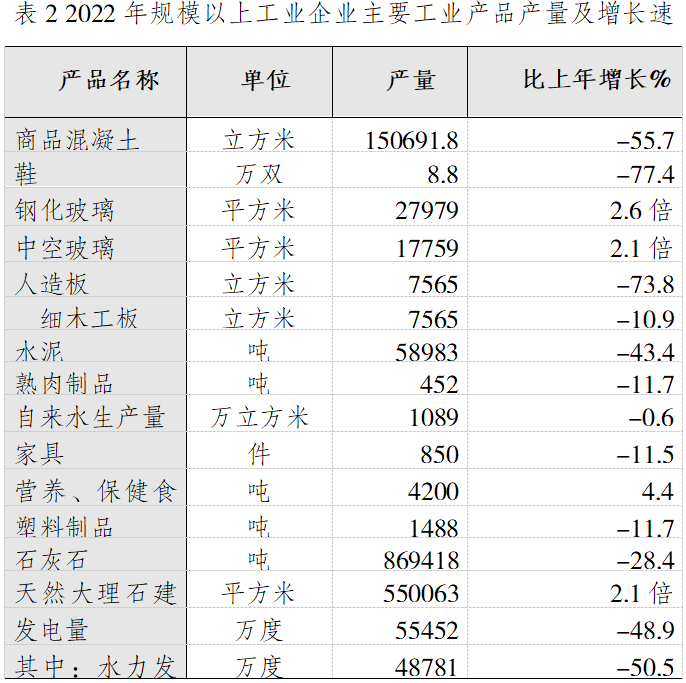 表 2 2022 年规模以上工业企业主要工业产品产量及增长速
产品名称 单位 产量 比上年增长%
商品混凝土 立方米 150691.8 -55.7
鞋 万双 8.8 -77.4
钢化玻璃 平方米 27979 2.6 倍
中空玻璃 平方米 17759 2.1 倍
人造板 立方米 7565 -73.8
细木工板 立方米 7565 -10.9
水泥 吨 58983 -43.4
熟肉制品 吨 452 -11.7
自来水生产量 万立方米 1089 -0.6
家具 件 850 -11.5
营养、保健食 吨 4200 4.4
塑料制品 吨 1488 -11.7
石灰石 吨 869418 -28.4
天然大理石建 平方米 550063 2.1 倍
发电量 万度 55452 -48.9
其中：水力发 万度 48781 -50.5